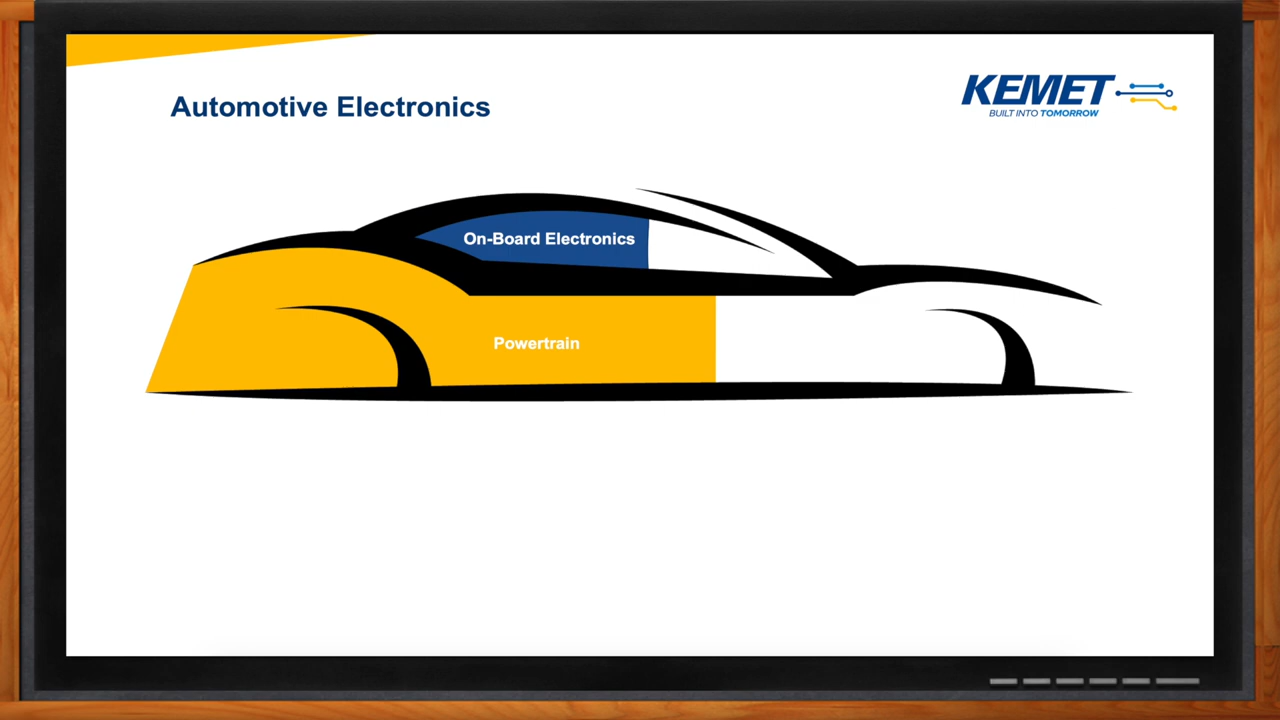 Automotive Electronics
KEMET
BUILT INTO TOMORROW
On-Board Electronics
Powertrain